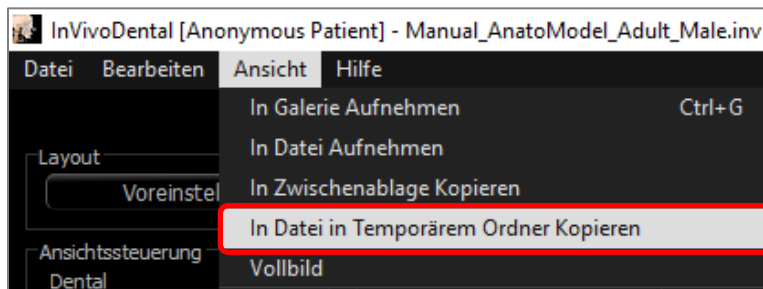 InVivoDental [Anonymous Patient] - Manual_AnatoModel_Adult_Male.inv
Datei Bearbeiten Ansicht Hilfe
In Galerie Aufnehmen Ctrl+G
In Datei Aufnehmen
Layout
In Zwischenablage Kopieren
Voreinstel
In Datei in Temporärem Ordner Kopieren
Ansichtssteuerung
Vollbild
Dental